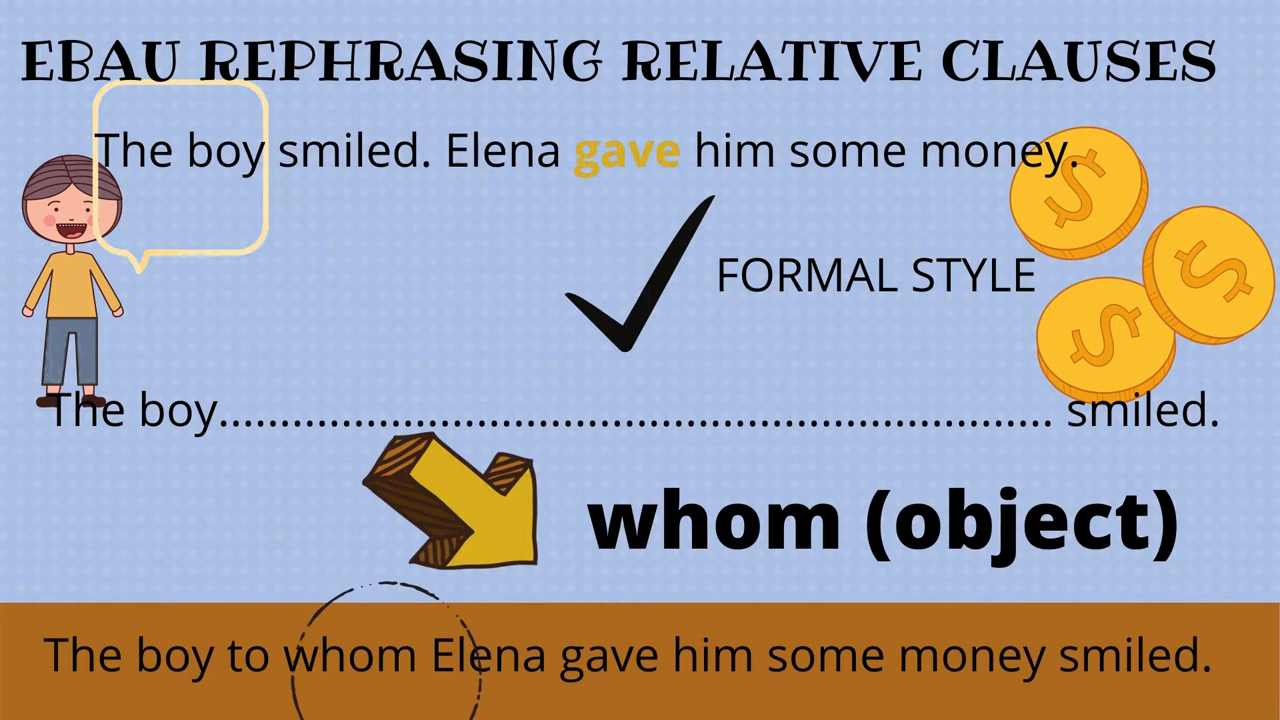 EBAU REPHRASING RELATIVE CLAUSES
The boy smiled. Elena gave him some money.
FORMAL STYLE
The boy.................................................................... smiled.
whom (object)
The boy to whom Elena gave him some money smiled.